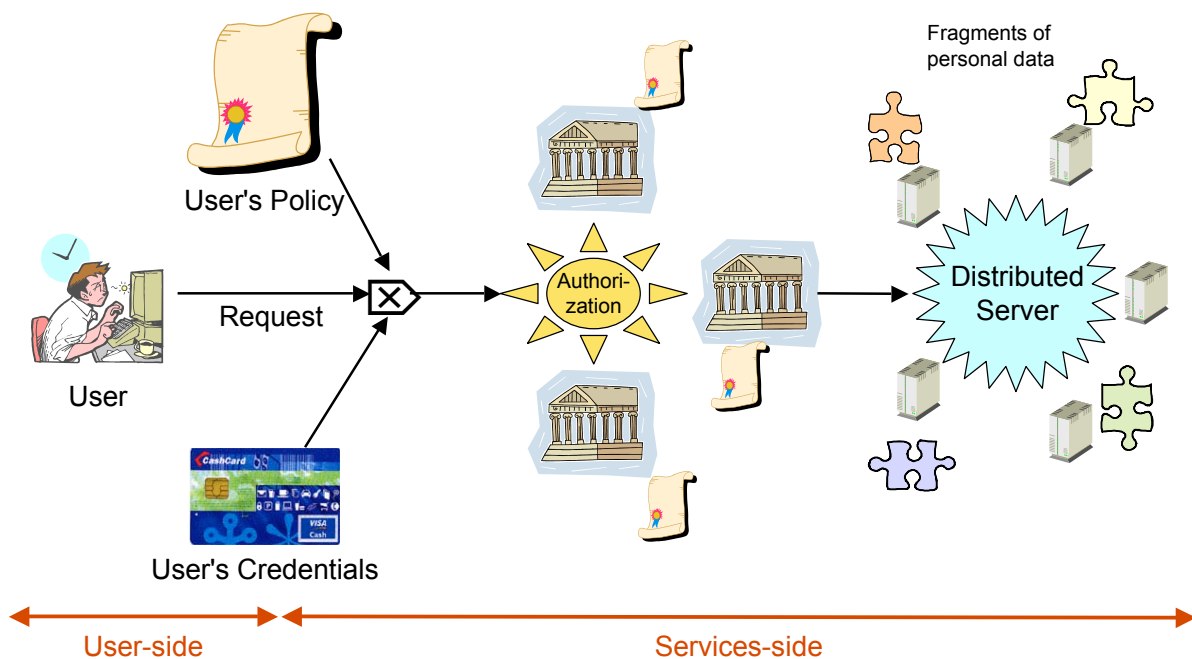 Fragments of
personal data
User's Policy
Authori-
zation
Distributed
Server
Request
User
CashCard
VISA
Cash
User's Credentials
User-side
Services-side